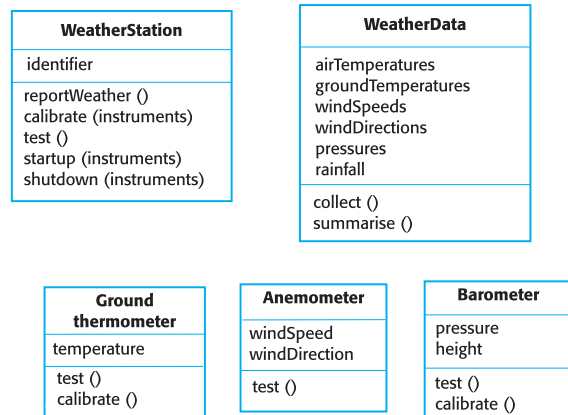 WeatherStation
identifier
reportWeather ()
calibrate (instruments)
test ()
startup (instruments)
shutdown (instruments)
WeatherData
airTemperatures
groundTemperatures
windSpeeds
windDirections
pressures
rainfall
collect ()
summarise ()
Ground
thermometer
temperature
test ()
calibrate ()
Anemometer
windSpeed
windDirection
test ()
Barometer
pressure
height
test ()
calibrate ()